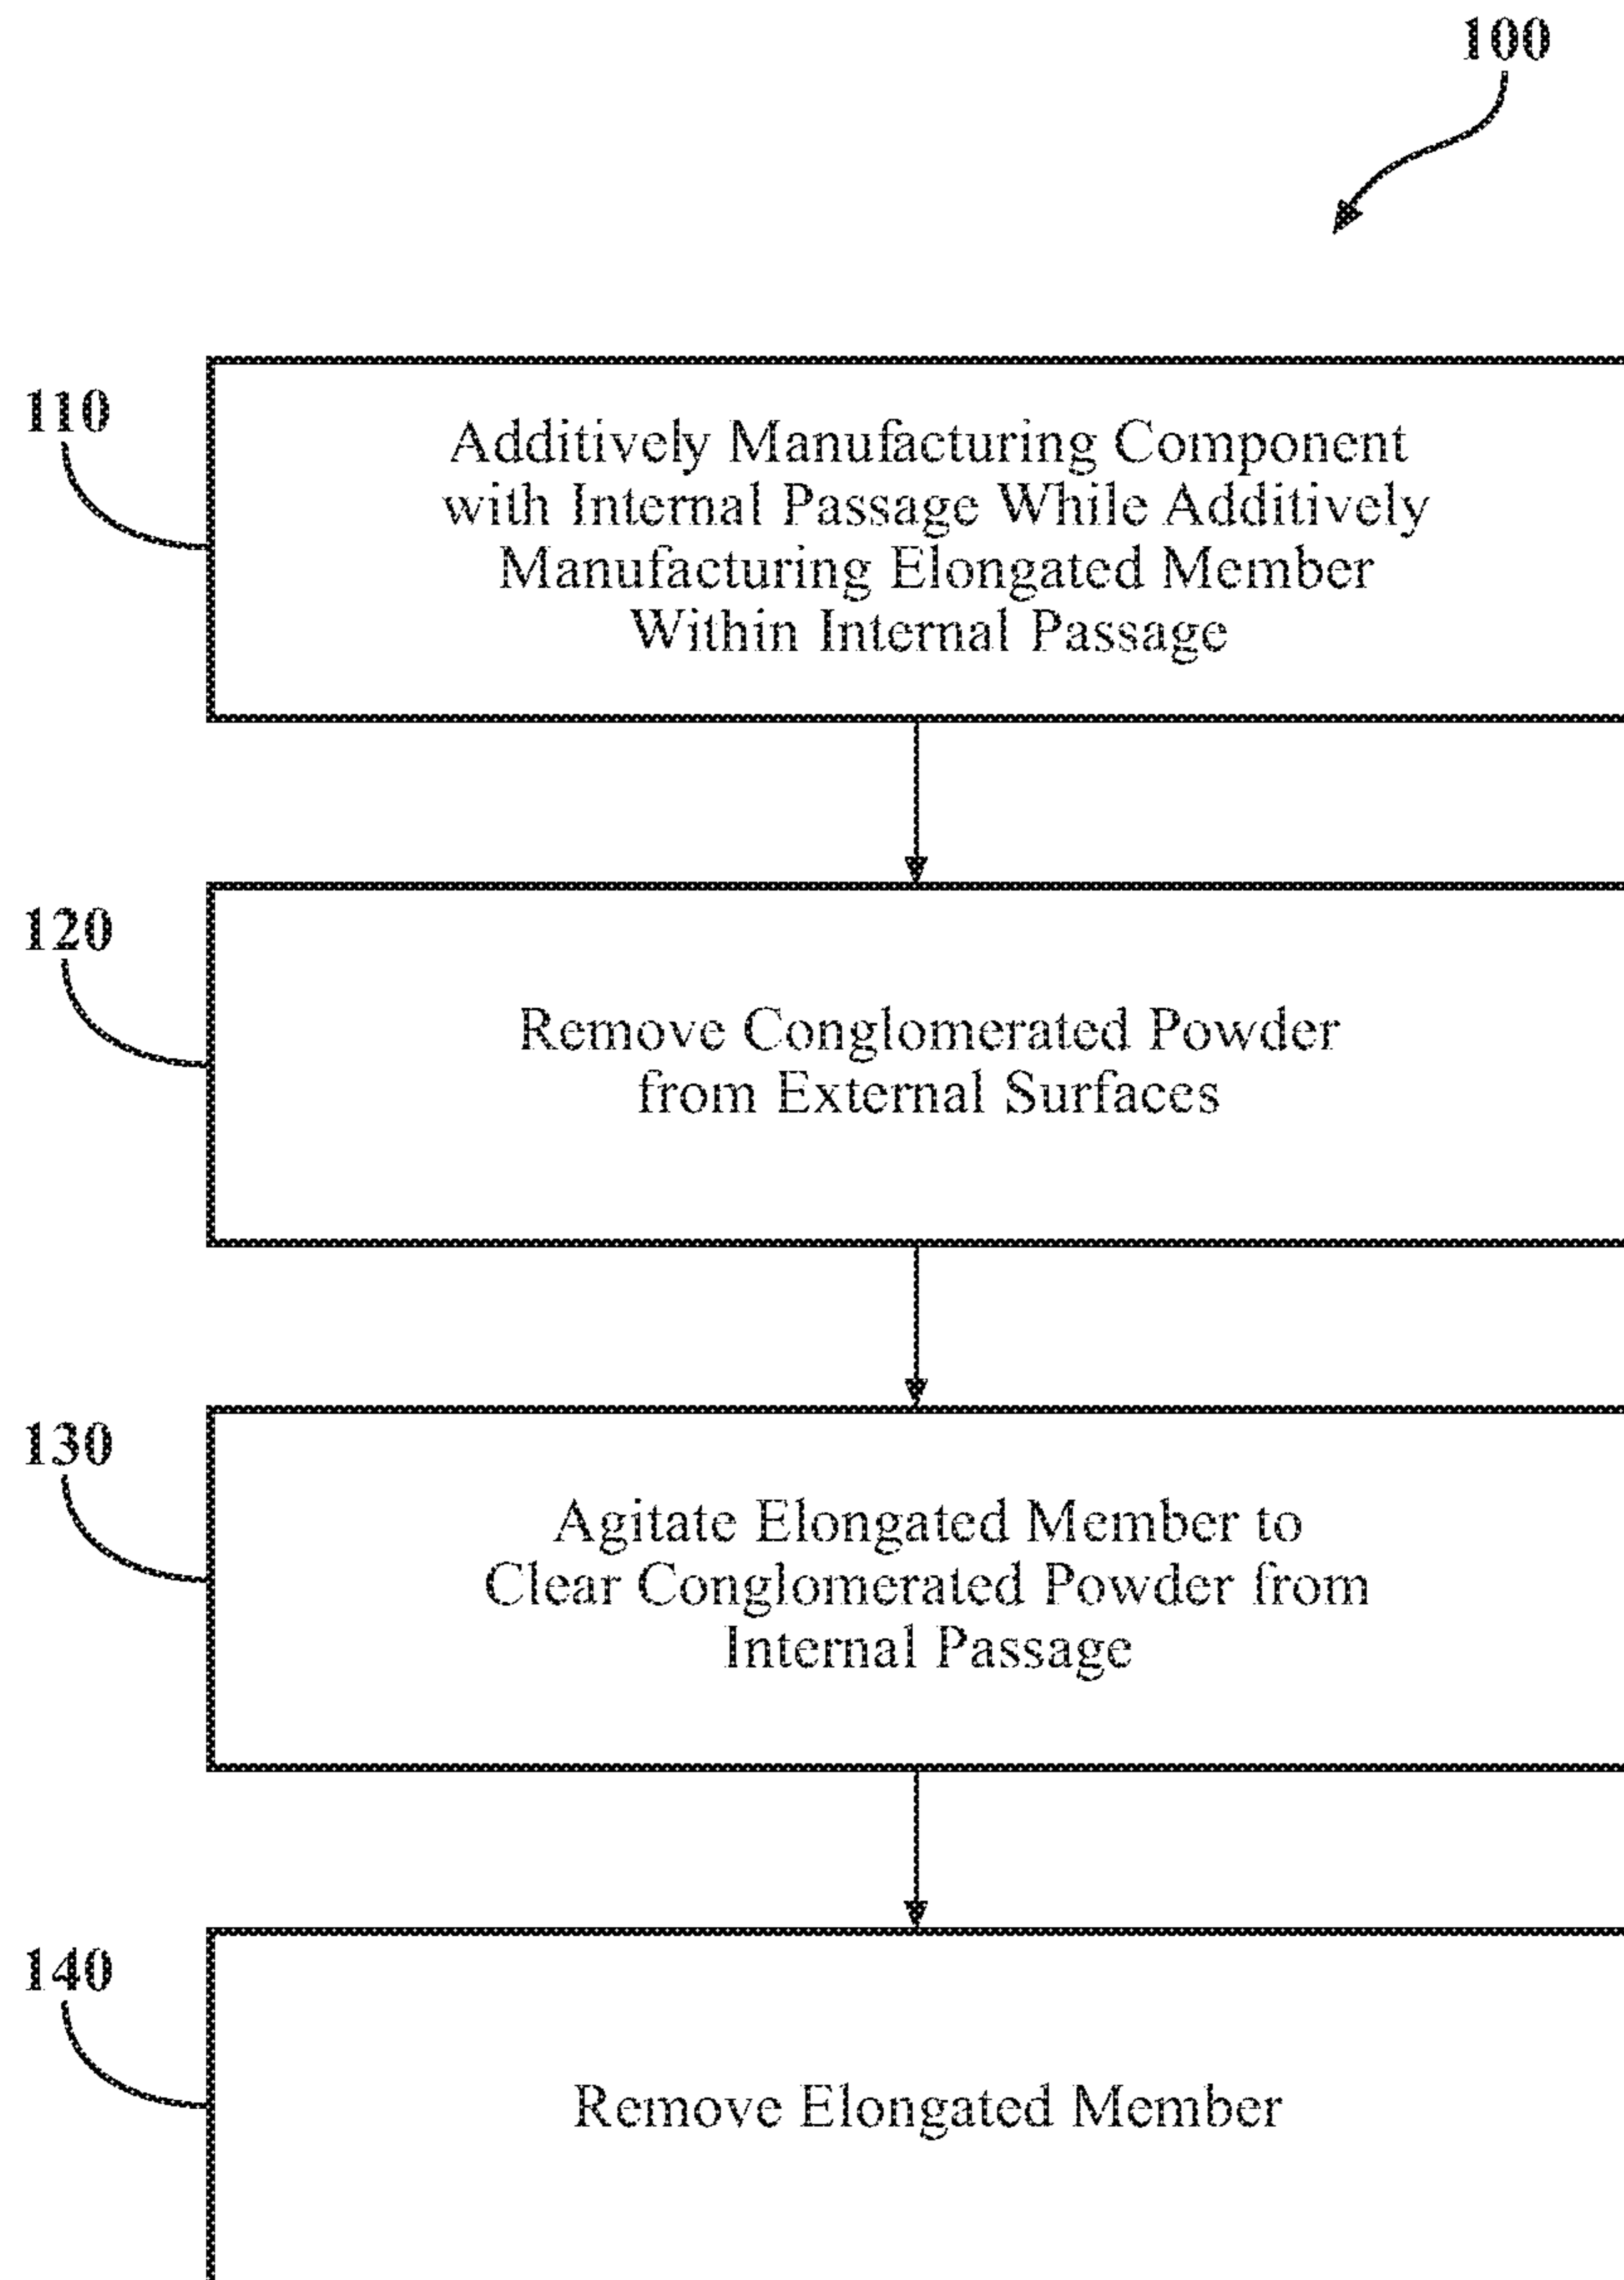 100
110
Additively Manufacturing Component
with Internal Passage While Additively
Manufacturing Elongated Member
Within Internal Passage
120
Remove Conglomerated Powder
from External Surfaces
130
Agitate Elongated Member to
Clear Conglomerated Powder from
Internal Passage
140
Remove Elongated Member